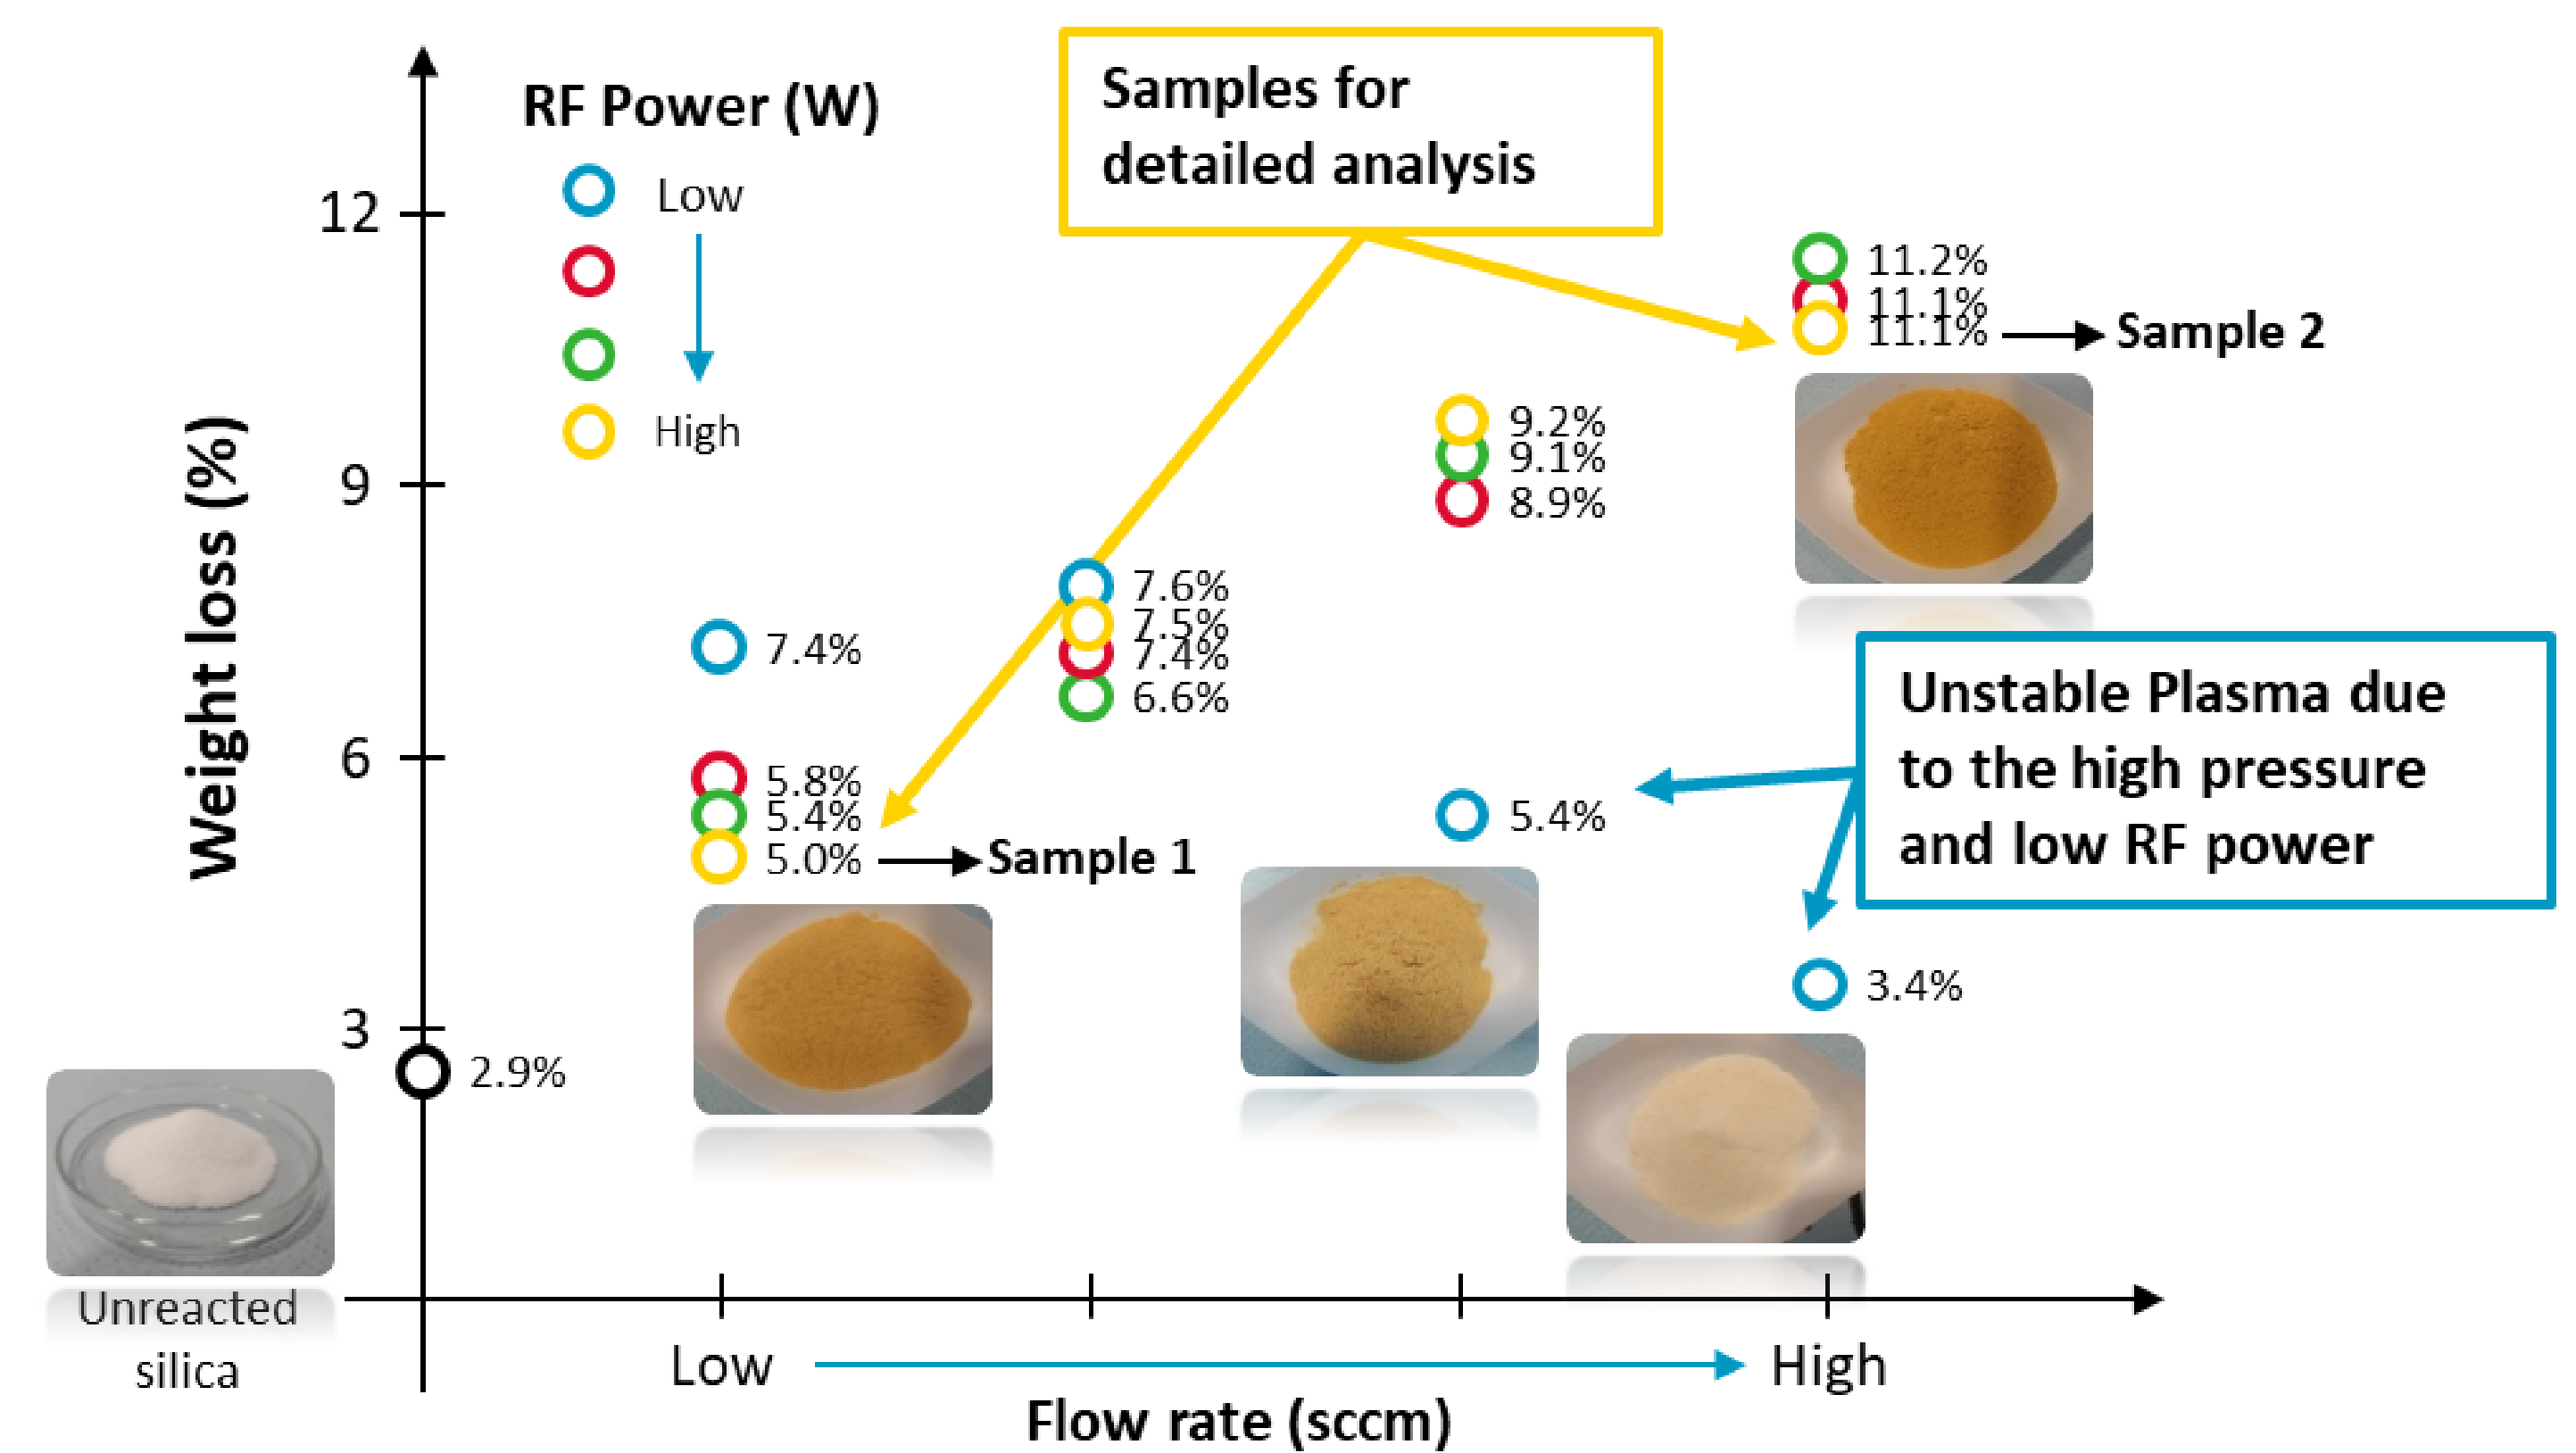 RF Power (W)
Low
High
Samples for
detailed analysis
Weight loss (%)
12
9
6
3
11.2%
11.1%
11.1%
Sample 2
9.2%
9.1%
8.9%
7.6%
7.5%
7.4%
6.6%
7.4%
5.8%
5.4%
5.0%
Sample 1
Unstable Plasma due
to the high pressure
and low RF power
5.4%
3.4%
2.9%
Unreacted
silica
Low
High
Flow rate (sccm)